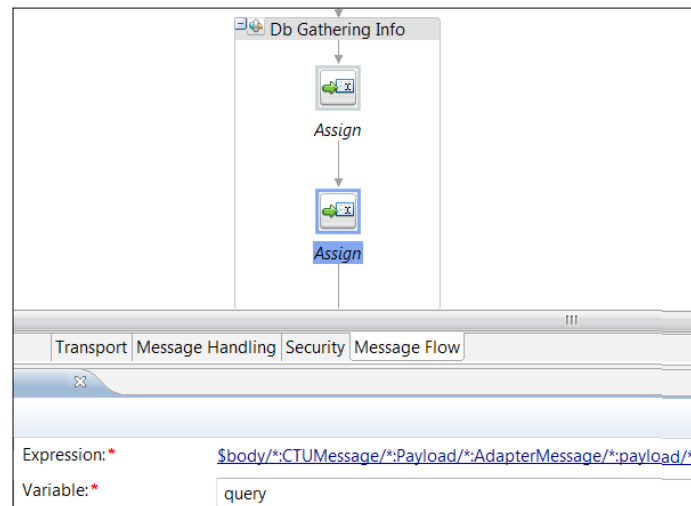 Db Gathering Info
Assign
Assign
Transport Message Handling Security Message Flow
Expression:* $body/*:CTUMessage/*:Payload/*:AdapterMessage/*:payload/*
Variable:* query